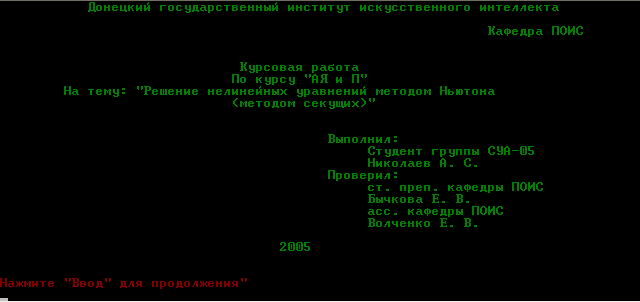 Донецкий государственный институт искусственного интеллекта
Кафедра ПОИС
Курсовая работа
По курсу "АЯ и П"
На тему: "Решение нелинейных уравнений методом Ньютона
(методом секущих)"
Выполнил:
Студент группы СУА-05
Николаев А. С.
Проверил:
ст. преп. кафедры ПОИС
Бычкова Е. В.
асс. кафедры ПОИС
Волченко Е. В.
2005
Нажмите "Ввод" для продолжения"